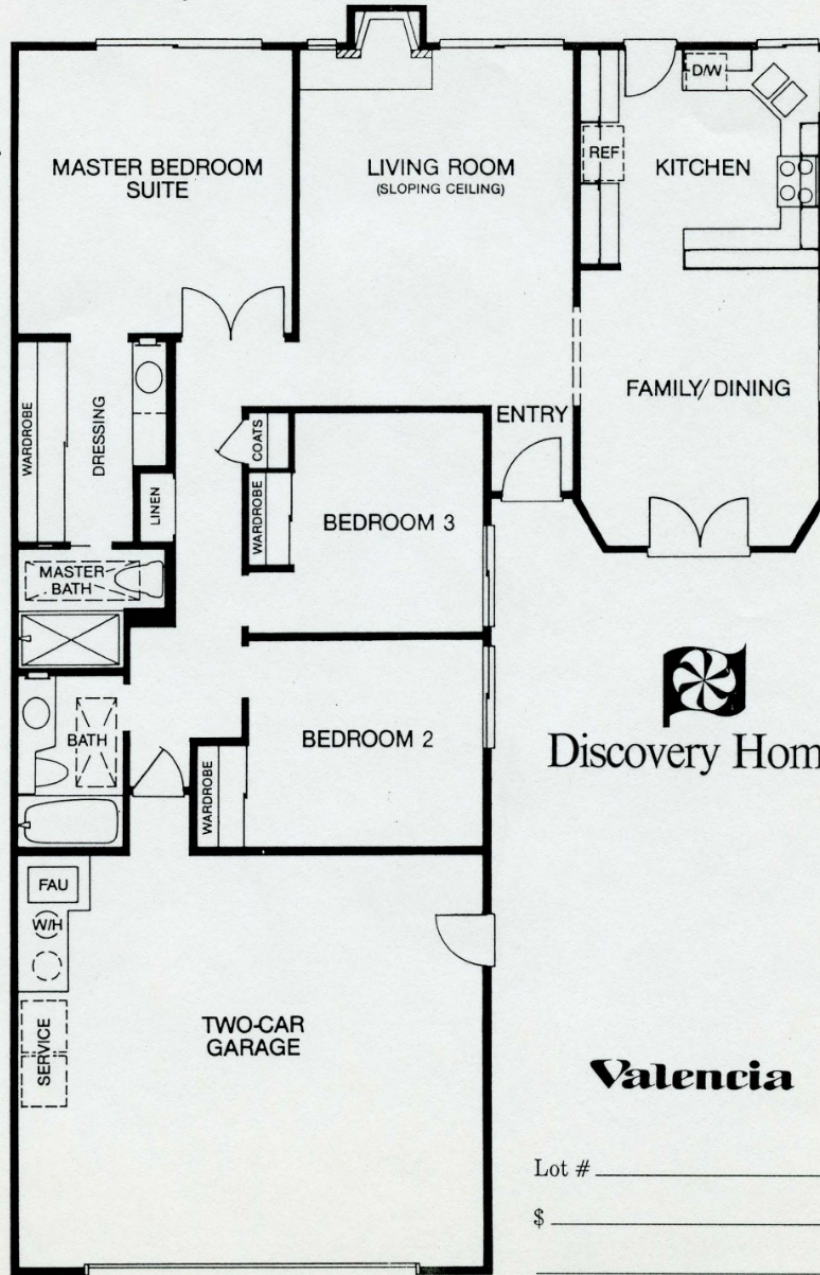 MASTER BEDROOM
SUITE
LIVING ROOM
(SLOPING CEILING)
D/W
REF
KITCHEN
FAMILY/DINING
ENTRY
WARDROBE
DRESSING
COATS
LINEN
WARDROBE
BEDROOM 3
MASTER
BATH
BATH
BEDROOM 2
WARDROBE
Discovery Hom
FAU
W/H
SERVICE
TWO-CAR
GARAGE
Valencia
Lot #
$